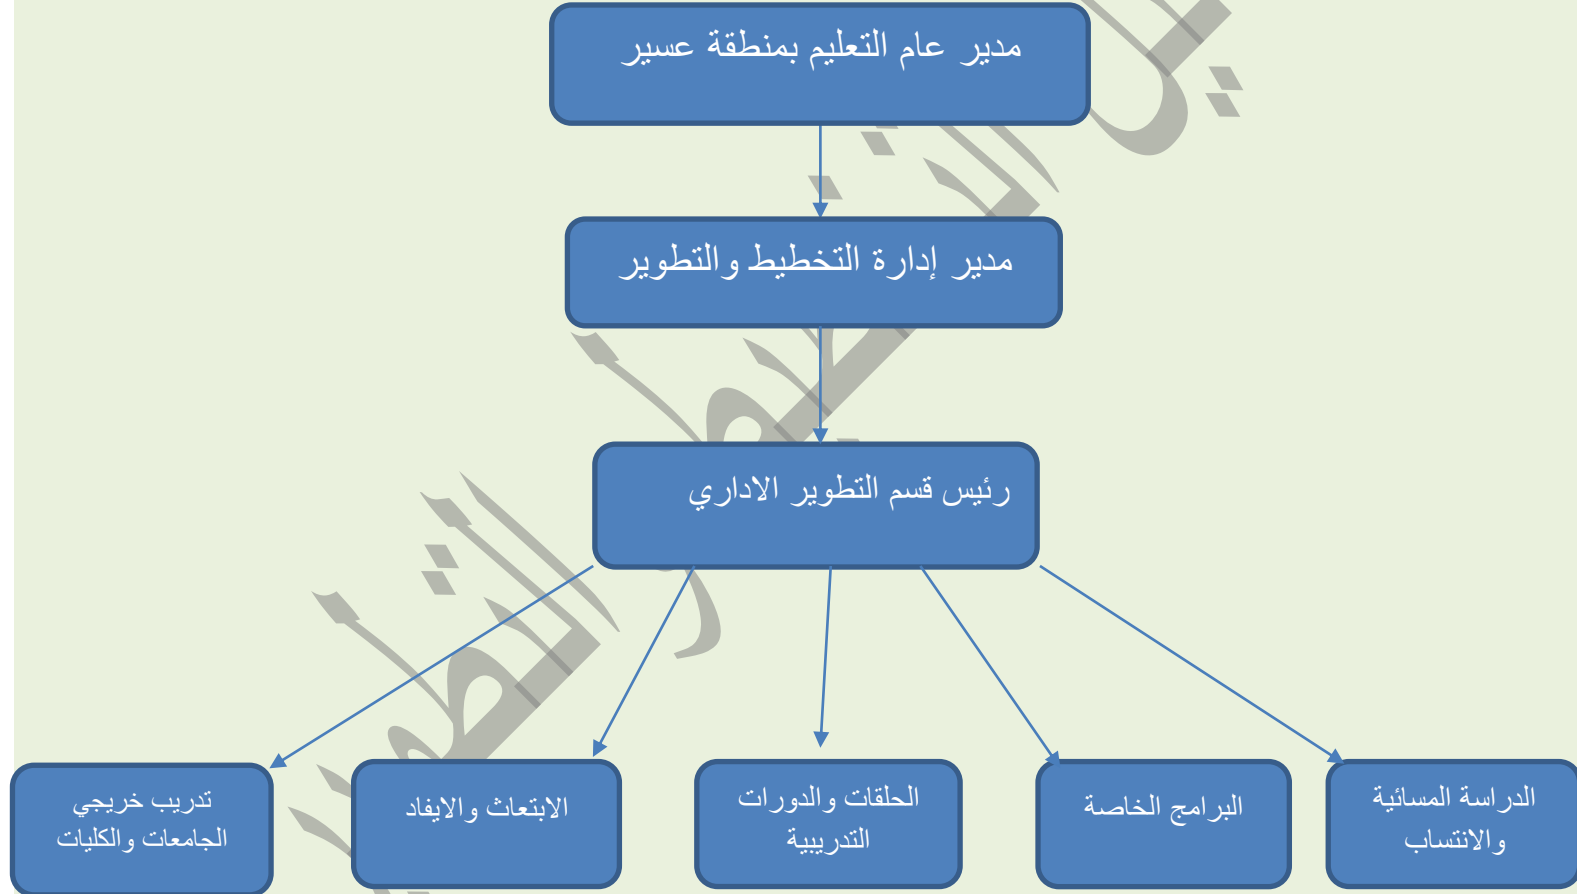 مدير عام التعليم بمنطقة عسير
مدير إدارة التخطيط والتطوير
رئيس قسم التطوير الاداري
الدراسة المسائية
والانتساب
البرامج الخاصة
الحلقات والدورات
التدريبية
الابتعاث والايفاد
تدريب خريجي
الجامعات والكليات